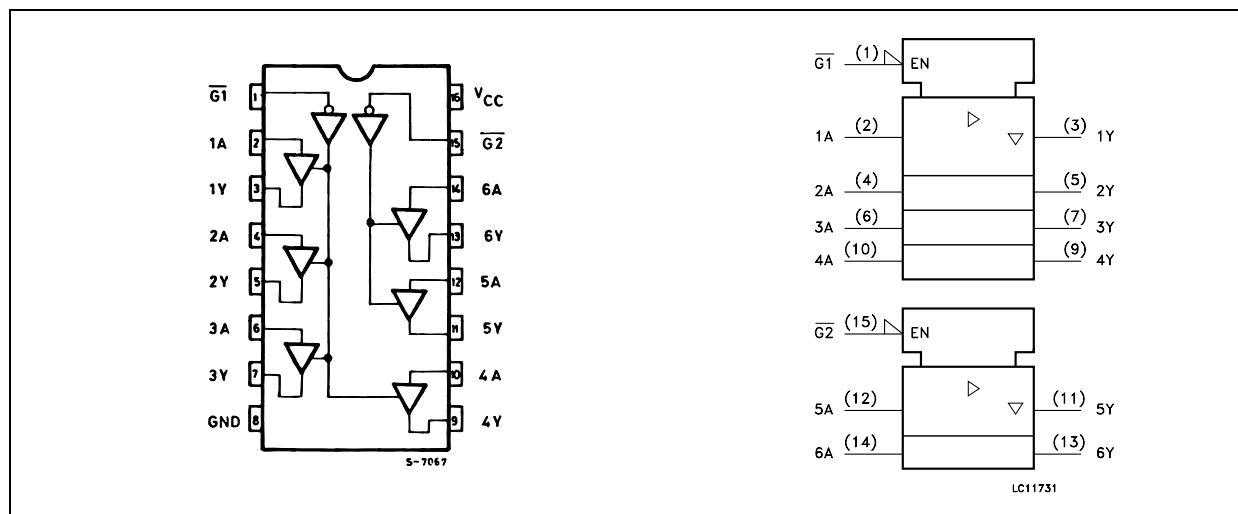 G1 1 16 VCC
1A 2 15 G2
1Y 3 14 6A
2A 4 13 6Y
2Y 5 12 5A
3A 6 11 5Y
3Y 7 10 4A
GND 8 9 4Y
S-7067
G1 (1) EN
1A (2) (3) 1Y
2A (4) (5) 2Y
3A (6) (7) 3Y
4A (10) (9) 4Y
G2 (15) EN
5A (12) (11) 5Y
6A (14) (13) 6Y
LC11731